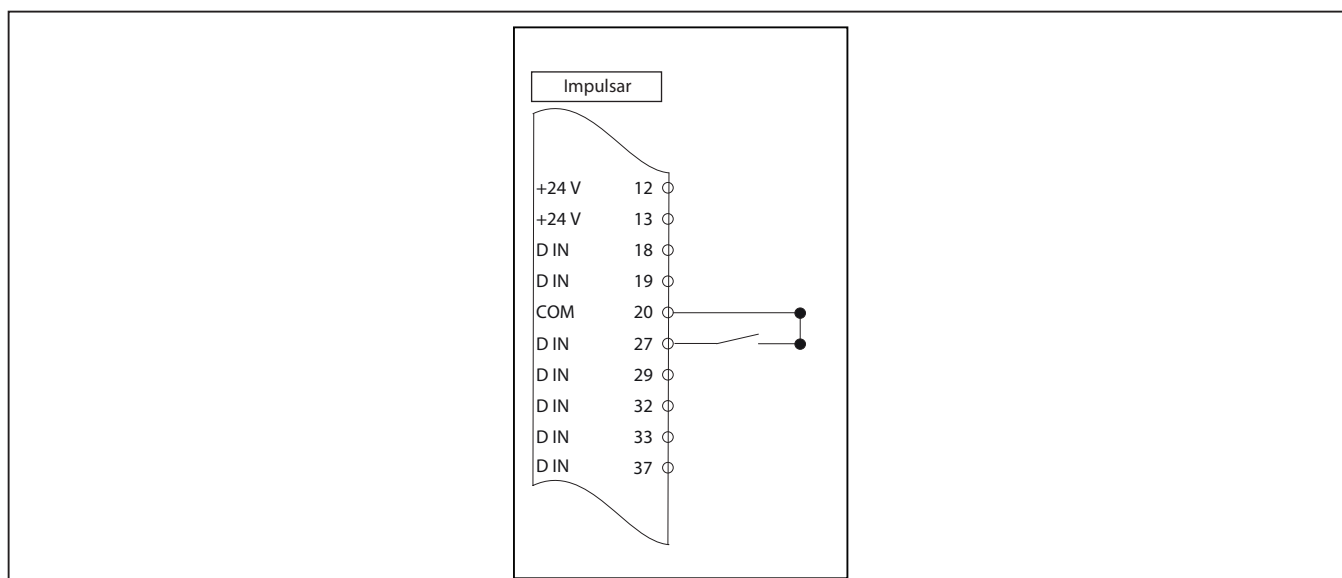 Impulsar
+24 V 12
+24 V 13
D IN 18
D IN 19
COM 20
D IN 27
D IN 29
D IN 32
D IN 33
D IN 37